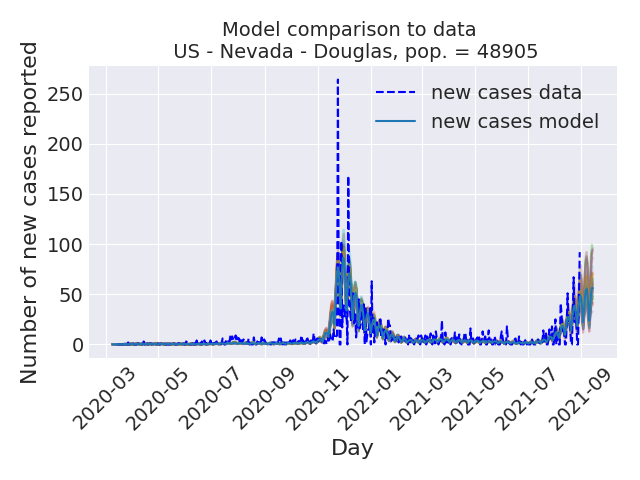 Model comparison to data
US - Nevada - Douglas, pop. = 48905
Number of new cases reported
250
200
150
100
50
0
new cases data
new cases model
2020-03
2020-05
2020-07
2020-09
2020-11
2021-01
2021-03
2021-05
2021-07
2021-09
Day